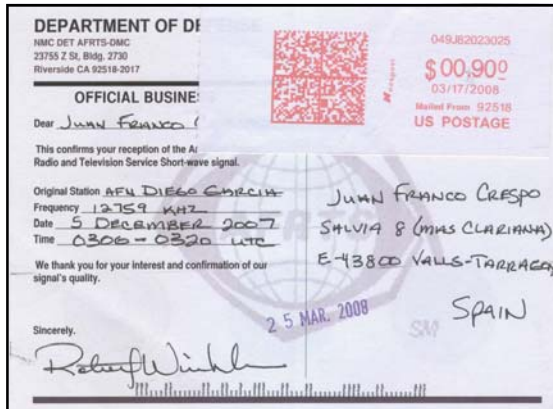 DEPARTMENT OF DE
NMC DET AFRTS-DMC
23755 Z St, Bldg. 2730
Riverside CA 92518-2017
OFFICIAL BUSINE
049J82023025
$00.90⁰
03/17/2008
Mailed From 92518
US POSTAGE
Dear JUAN FRANCO
This confirms your reception of the
Radio and Television Service Short-wave signal.
Original Station AFN DIEGO GARCIA
Frequency 12759 KHZ
Date 5 DECEMBER 2007
Time 0306-0320 UTC
We thank you for your interest and confirmation of our
signal's quality.
JUAN FRANCO CRESPO
SALVIA 8 (MAS CLARIANA)
E-43800 VALLS-TARRAGO
SPAIN
25 MAR. 2008
Sincerely.